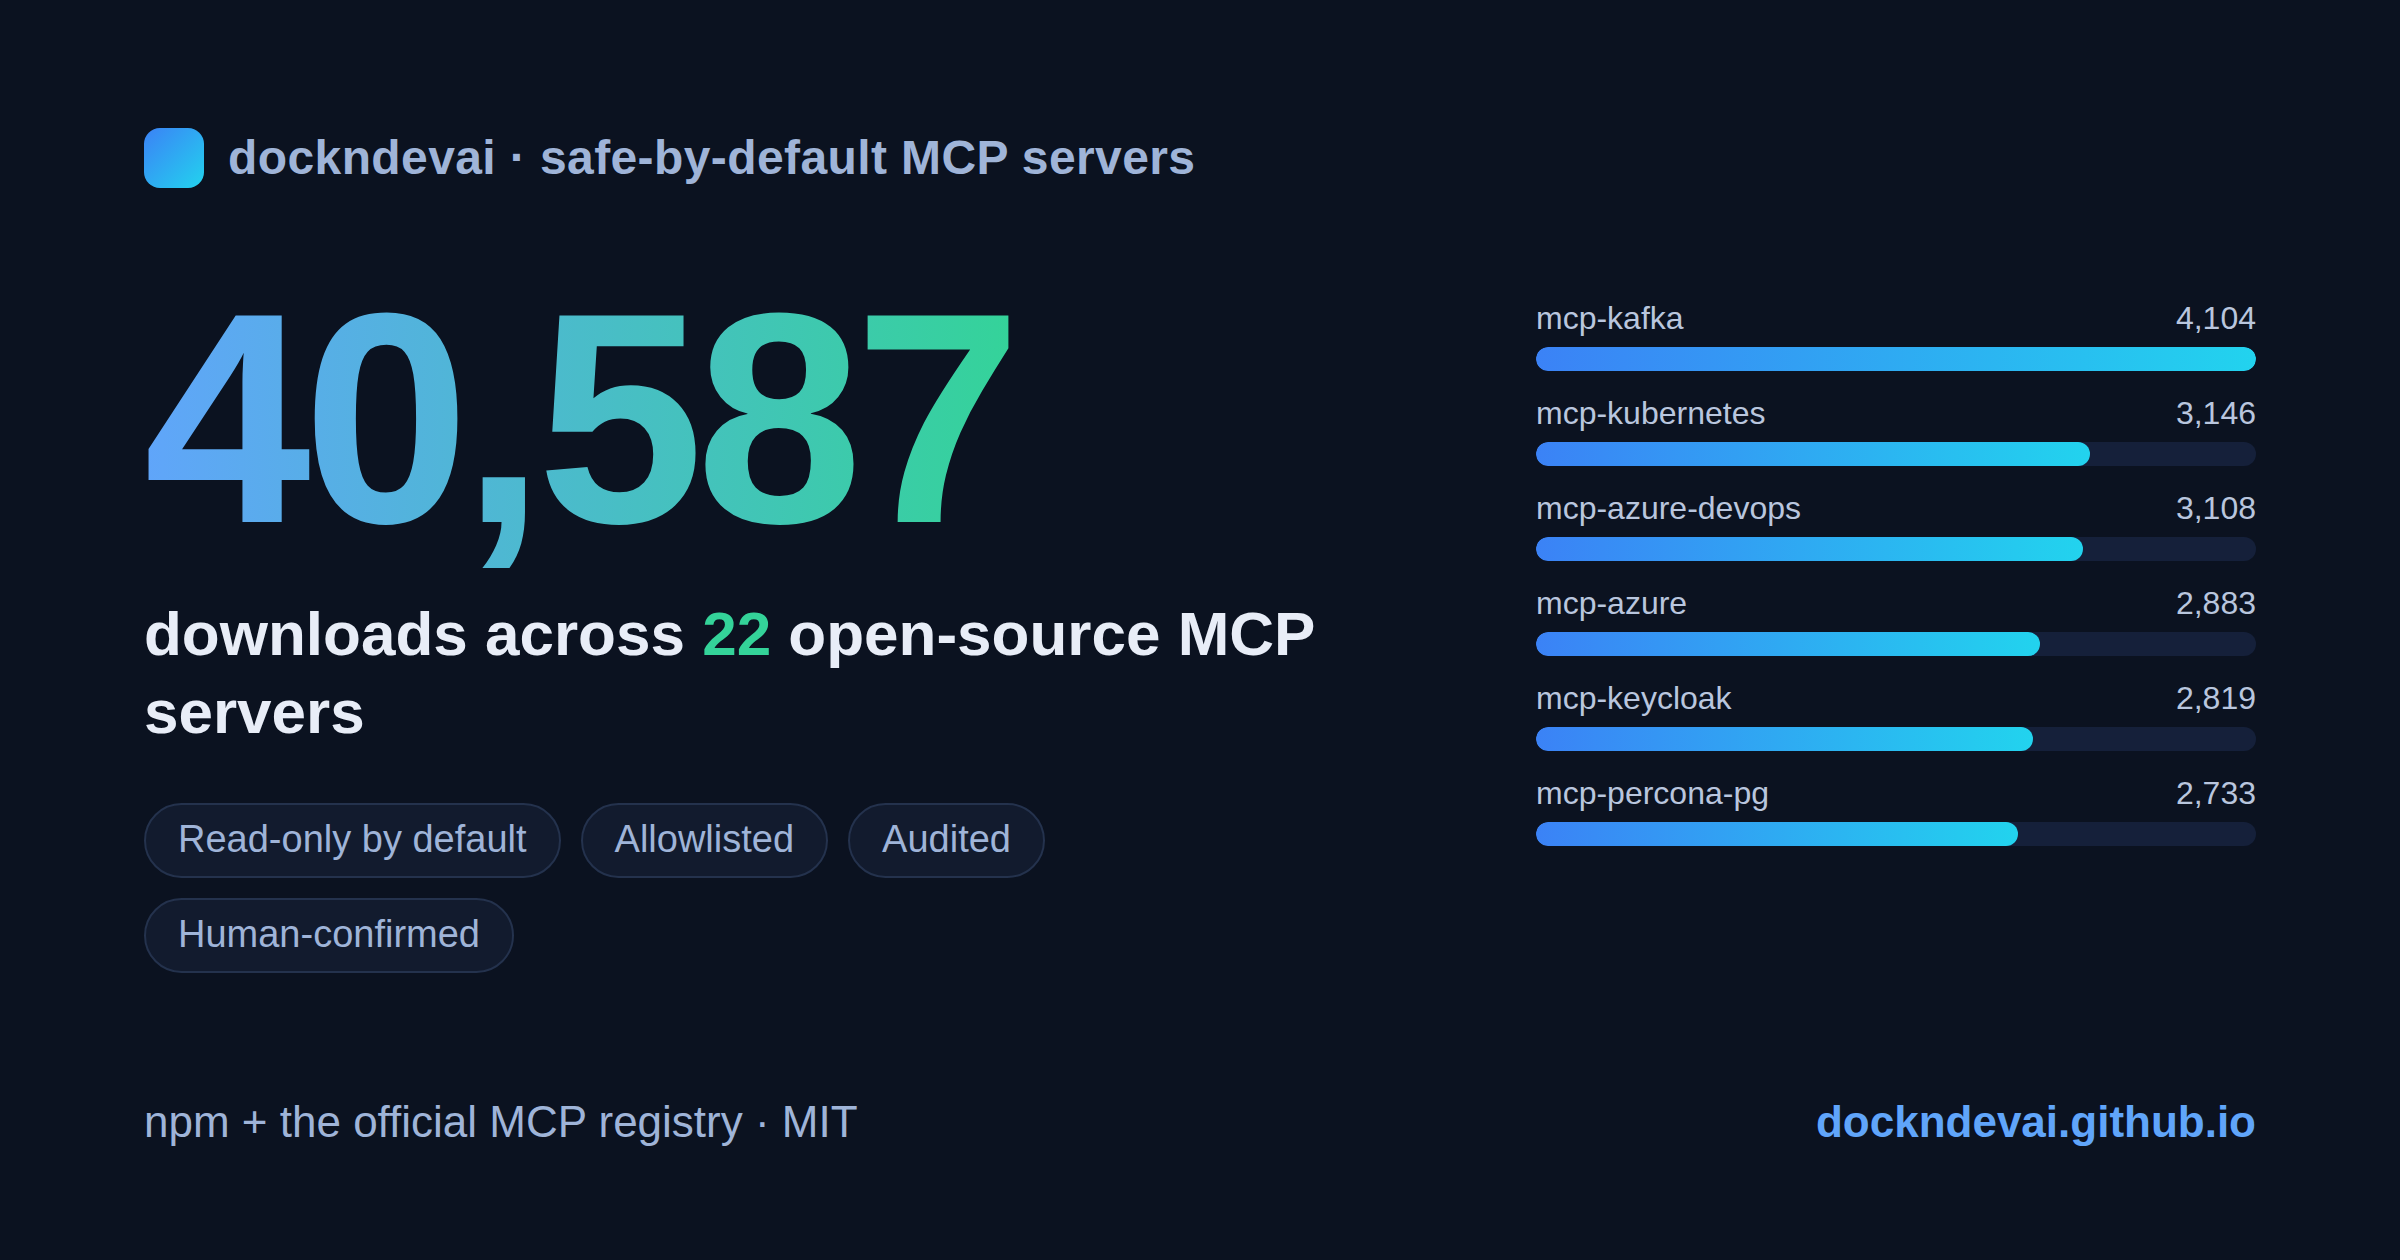 dockndevai · safe-by-default MCP servers
40,587
downloads across 22 open-source MCP
servers
Read-only by default
Allowlisted
Audited
Human-confirmed
mcp-kafka 4,104
mcp-kubernetes 3,146
mcp-azure-devops 3,108
mcp-azure 2,883
mcp-keycloak 2,819
mcp-percona-pg 2,733
npm + the official MCP registry · MIT
dockndevai.github.io